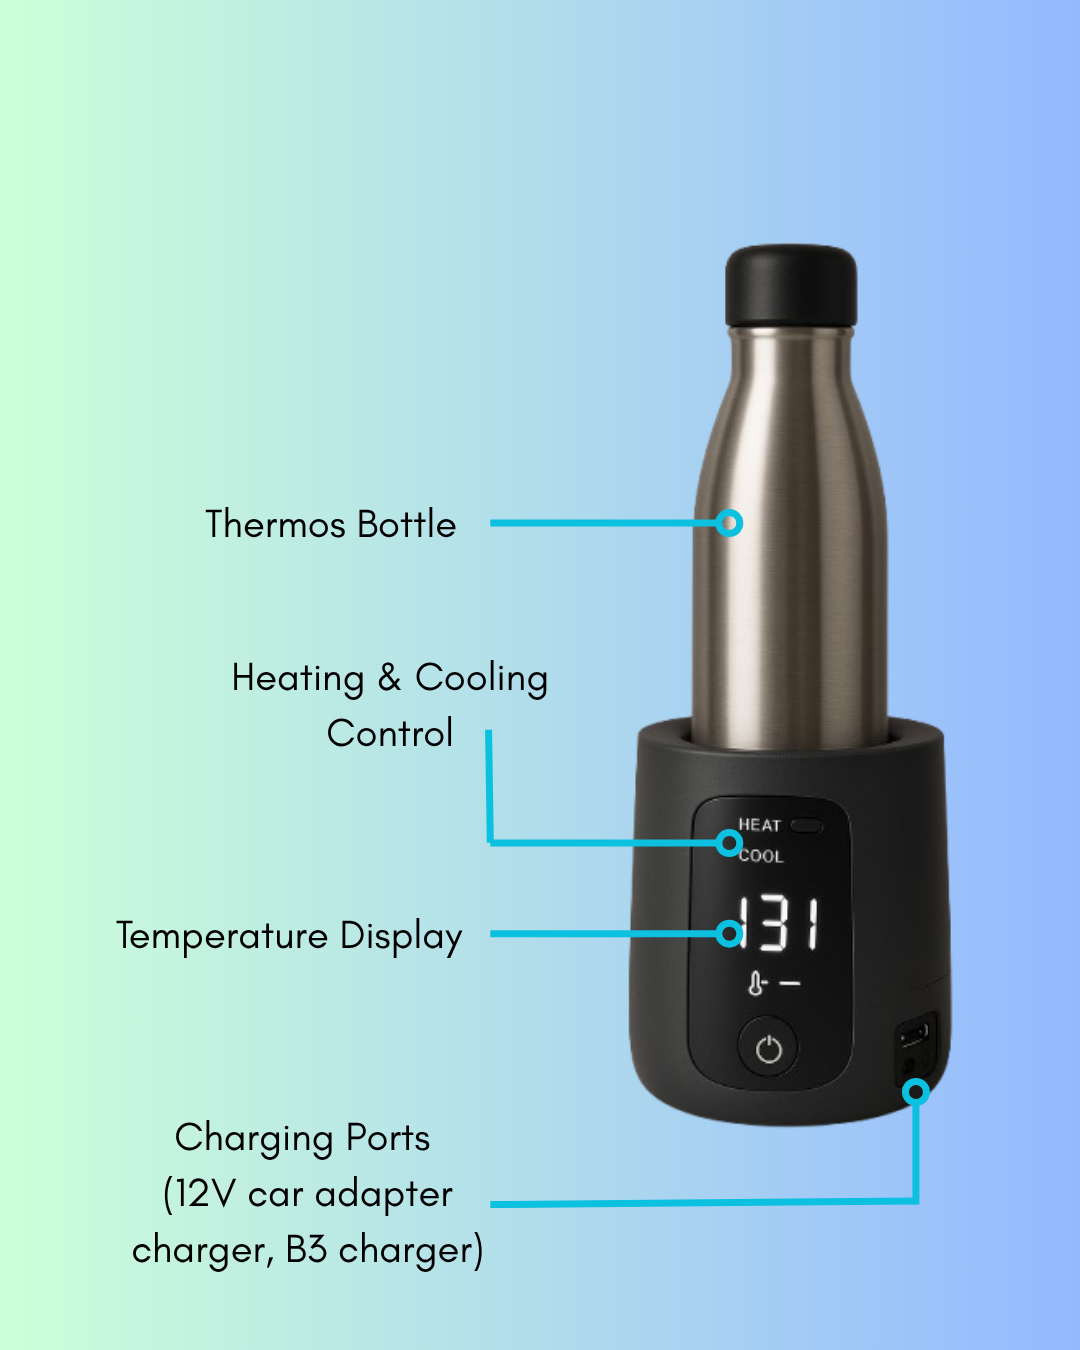 Thermos Bottle
Heating & Cooling
Control
HEAT
COOL
Temperature Display
131
Charging Ports
(12V car adapter
charger, B3 charger)